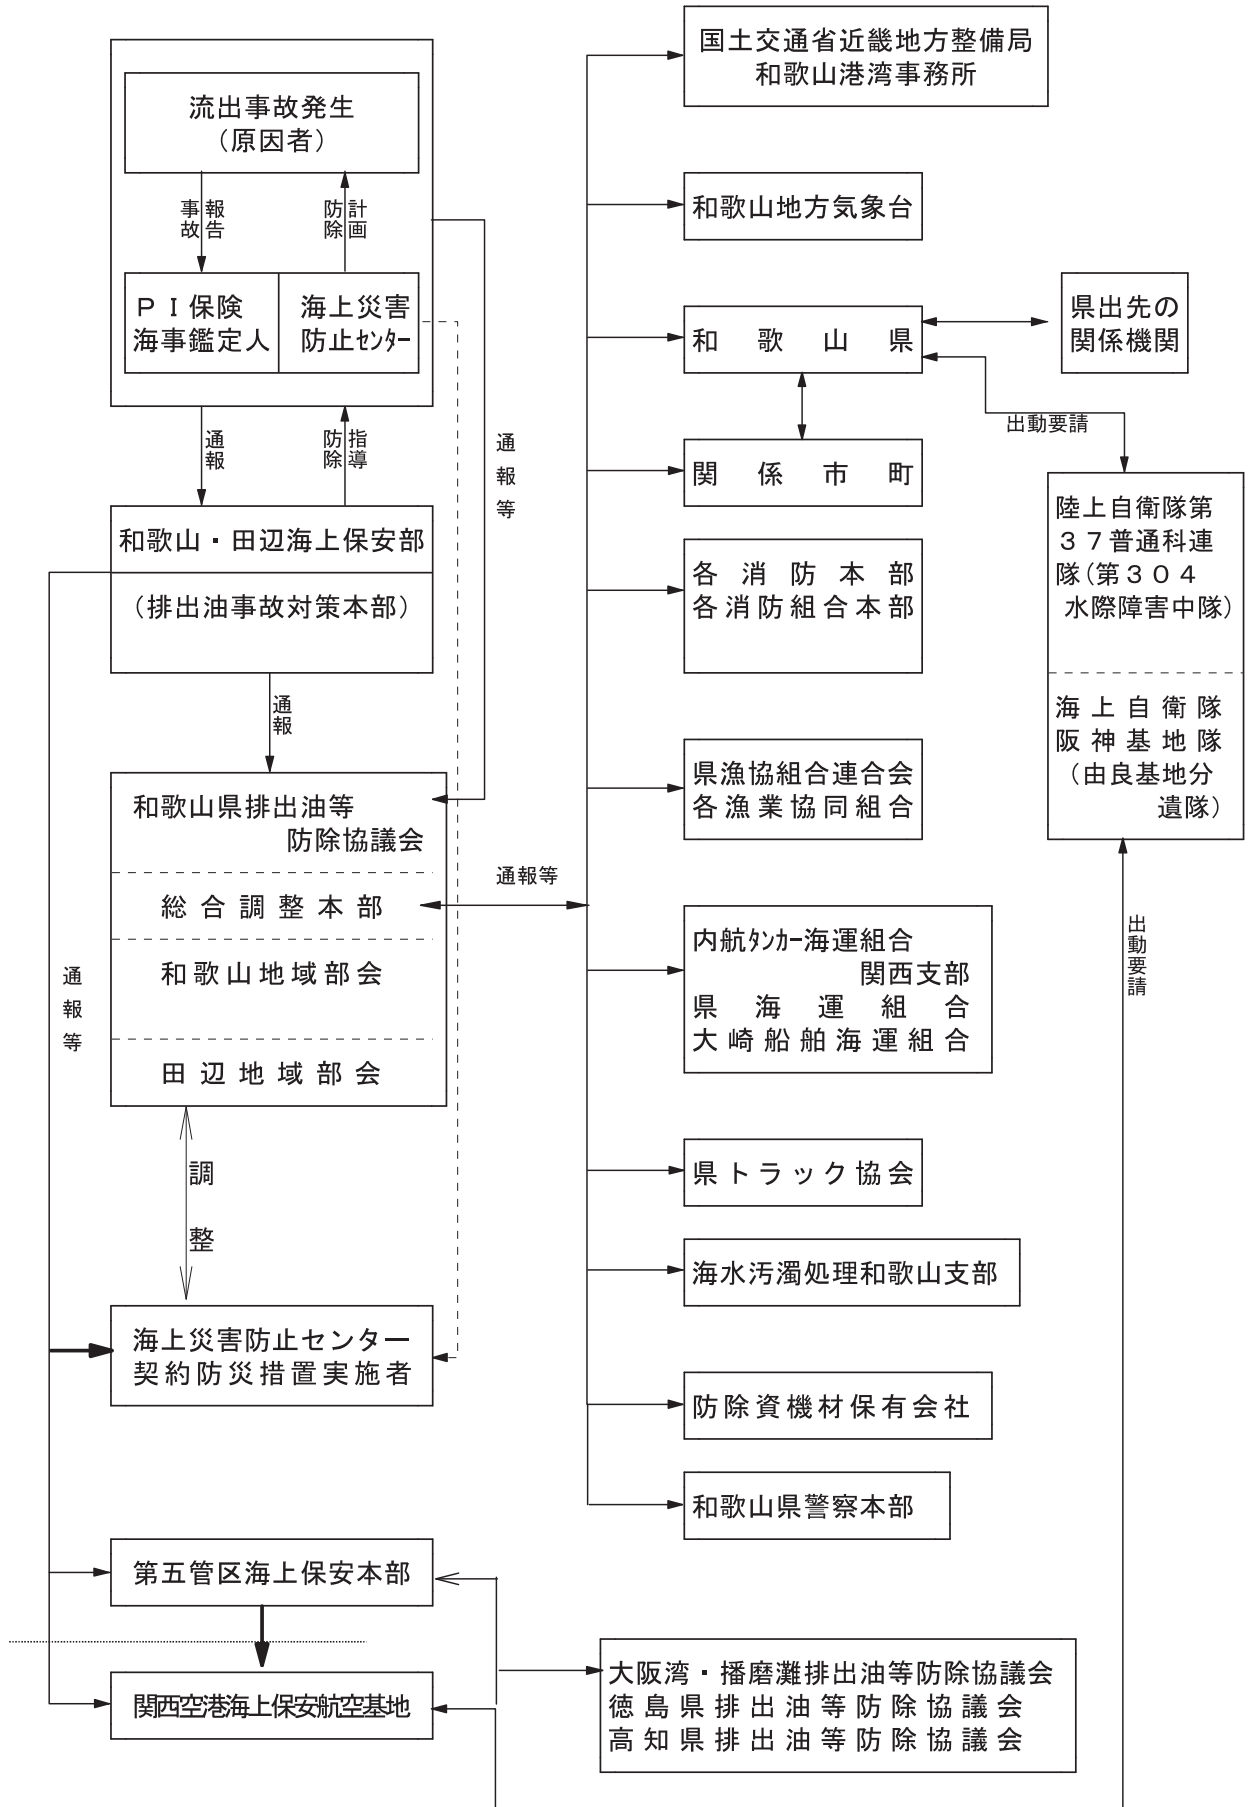 流出事故発生
（原因者）
事故
報告
防除
計画
ＰＩ保険
海事鑑定人
海上災害
防止ｾﾝﾀｰ
通報
防除
指導
通報等
和歌山・田辺海上保安部
（排出油事故対策本部）
通報
和歌山県排出油等
防除協議会
総合調整本部
和歌山地域部会
田辺地域部会
通報等
通報等
調整
海上災害防止センター
契約防災措置実施者
第五管区海上保安本部
関西空港海上保安航空基地
国土交通省近畿地方整備局
和歌山港湾事務所
和歌山地方気象台
和歌山県
県出先の
関係機関
出動要請
関係市町
各消防本部
各消防組合本部
陸上自衛隊第
３７普通科連
隊（第３０４
水際障害中隊）
海上自衛隊
阪神基地隊
（由良基地分
遺隊）
出動要請
県漁協組合連合会
各漁業協同組合
内航ﾀﾝｶｰ海運組合
関西支部
県海運組合
大崎船舶海運組合
県トラック協会
海水汚濁処理和歌山支部
防除資機材保有会社
和歌山県警察本部
大阪湾・播磨灘排出油等防除協議会
徳島県排出油等防除協議会
高知県排出油等防除協議会